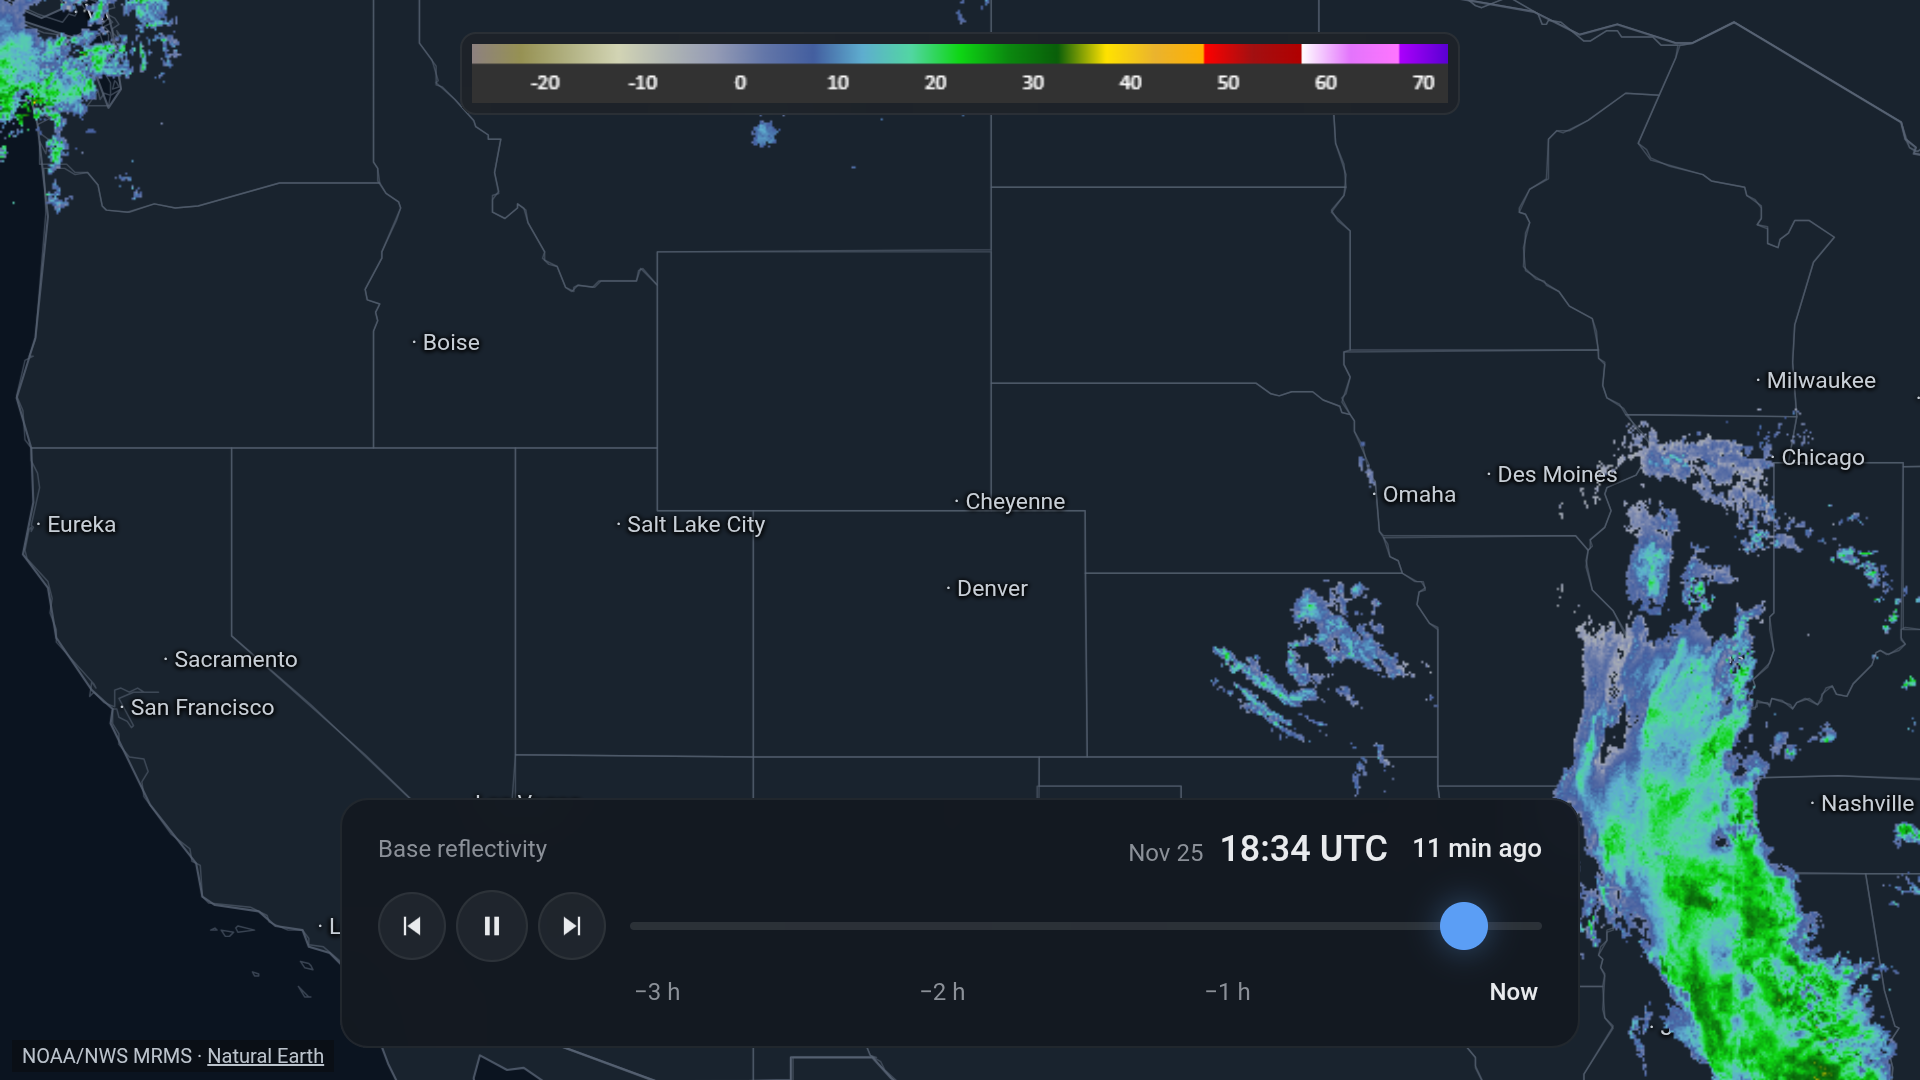 -20 -10 0 10 20 30 40 50 60 70
· Boise
· Milwaukee
· Chicago
· Des Moines
· Omaha
· Cheyenne
· Eureka
· Salt Lake City
· Denver
· Sacramento
· San Francisco
· Nashville
Base reflectivity
Nov 25 18:34 UTC 11 min ago
−3 h −2 h −1 h Now
NOAA/NWS MRMS · Natural Earth